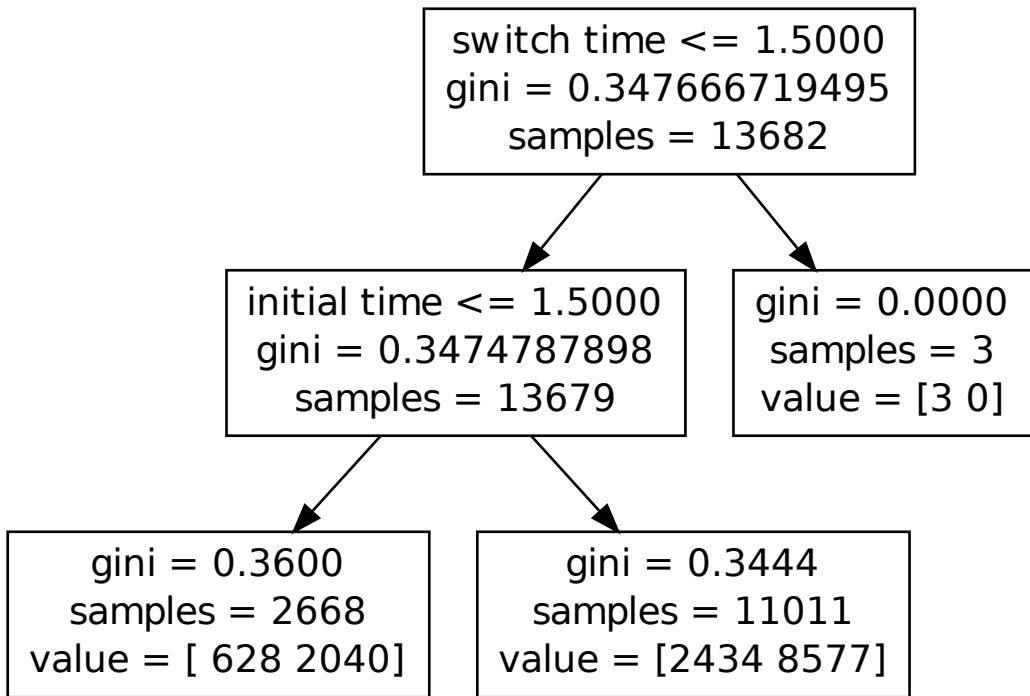 switch time <= 1.5000
gini = 0.347666719495
samples = 13682
initial time <= 1.5000
gini = 0.3474787898
samples = 13679
gini = 0.0000
samples = 3
value = [3 0]
gini = 0.3600
samples = 2668
value = [ 628 2040]
gini = 0.3444
samples = 11011
value = [2434 8577]